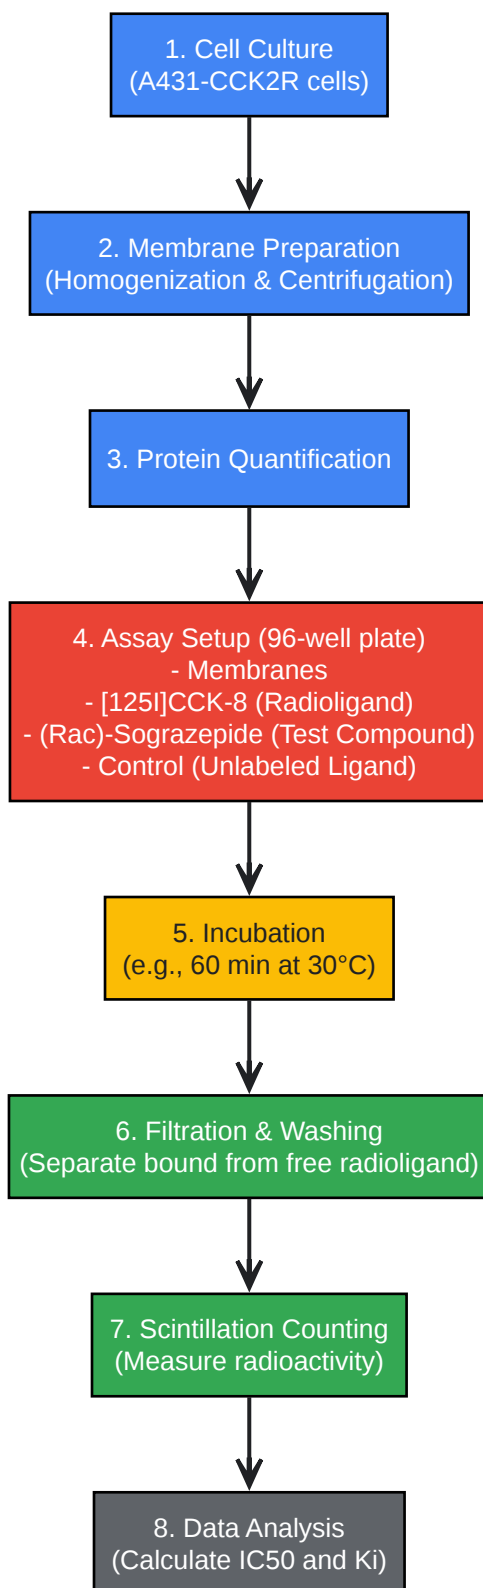 1. Cell Culture
(A431-CCK2R cells)
2. Membrane Preparation
(Homogenization & Centrifugation)
3. Protein Quantification
4. Assay Setup (96-well plate)
- Membranes
- [125I]CCK-8 (Radioligand)
- (Rac)-Sograzepide (Test Compound)
- Control (Unlabeled Ligand)
5. Incubation
(e.g., 60 min at 30°C)
6. Filtration & Washing
(Separate bound from free radioligand)
7. Scintillation Counting
(Measure radioactivity)
8. Data Analysis
(Calculate IC50 and Ki)